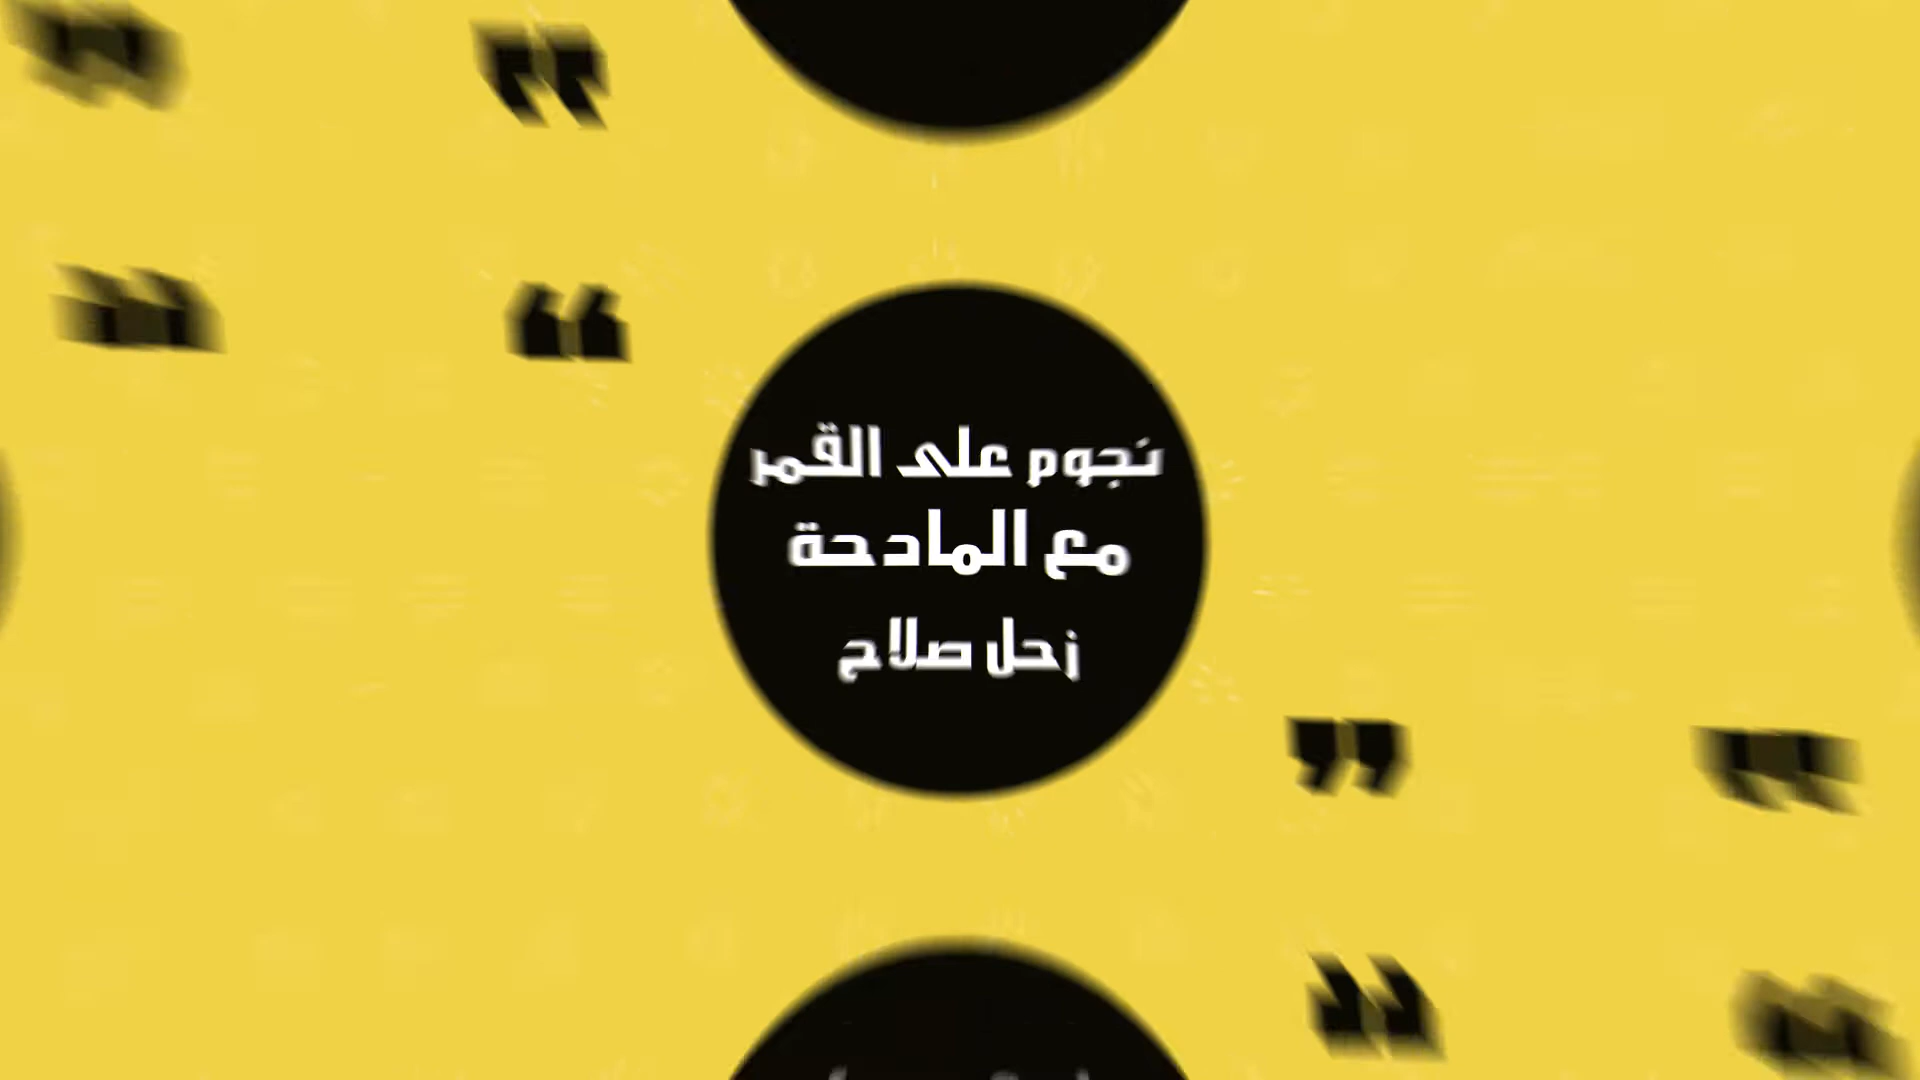 نجوم على القمر
مع المادحة
زحل صلاح